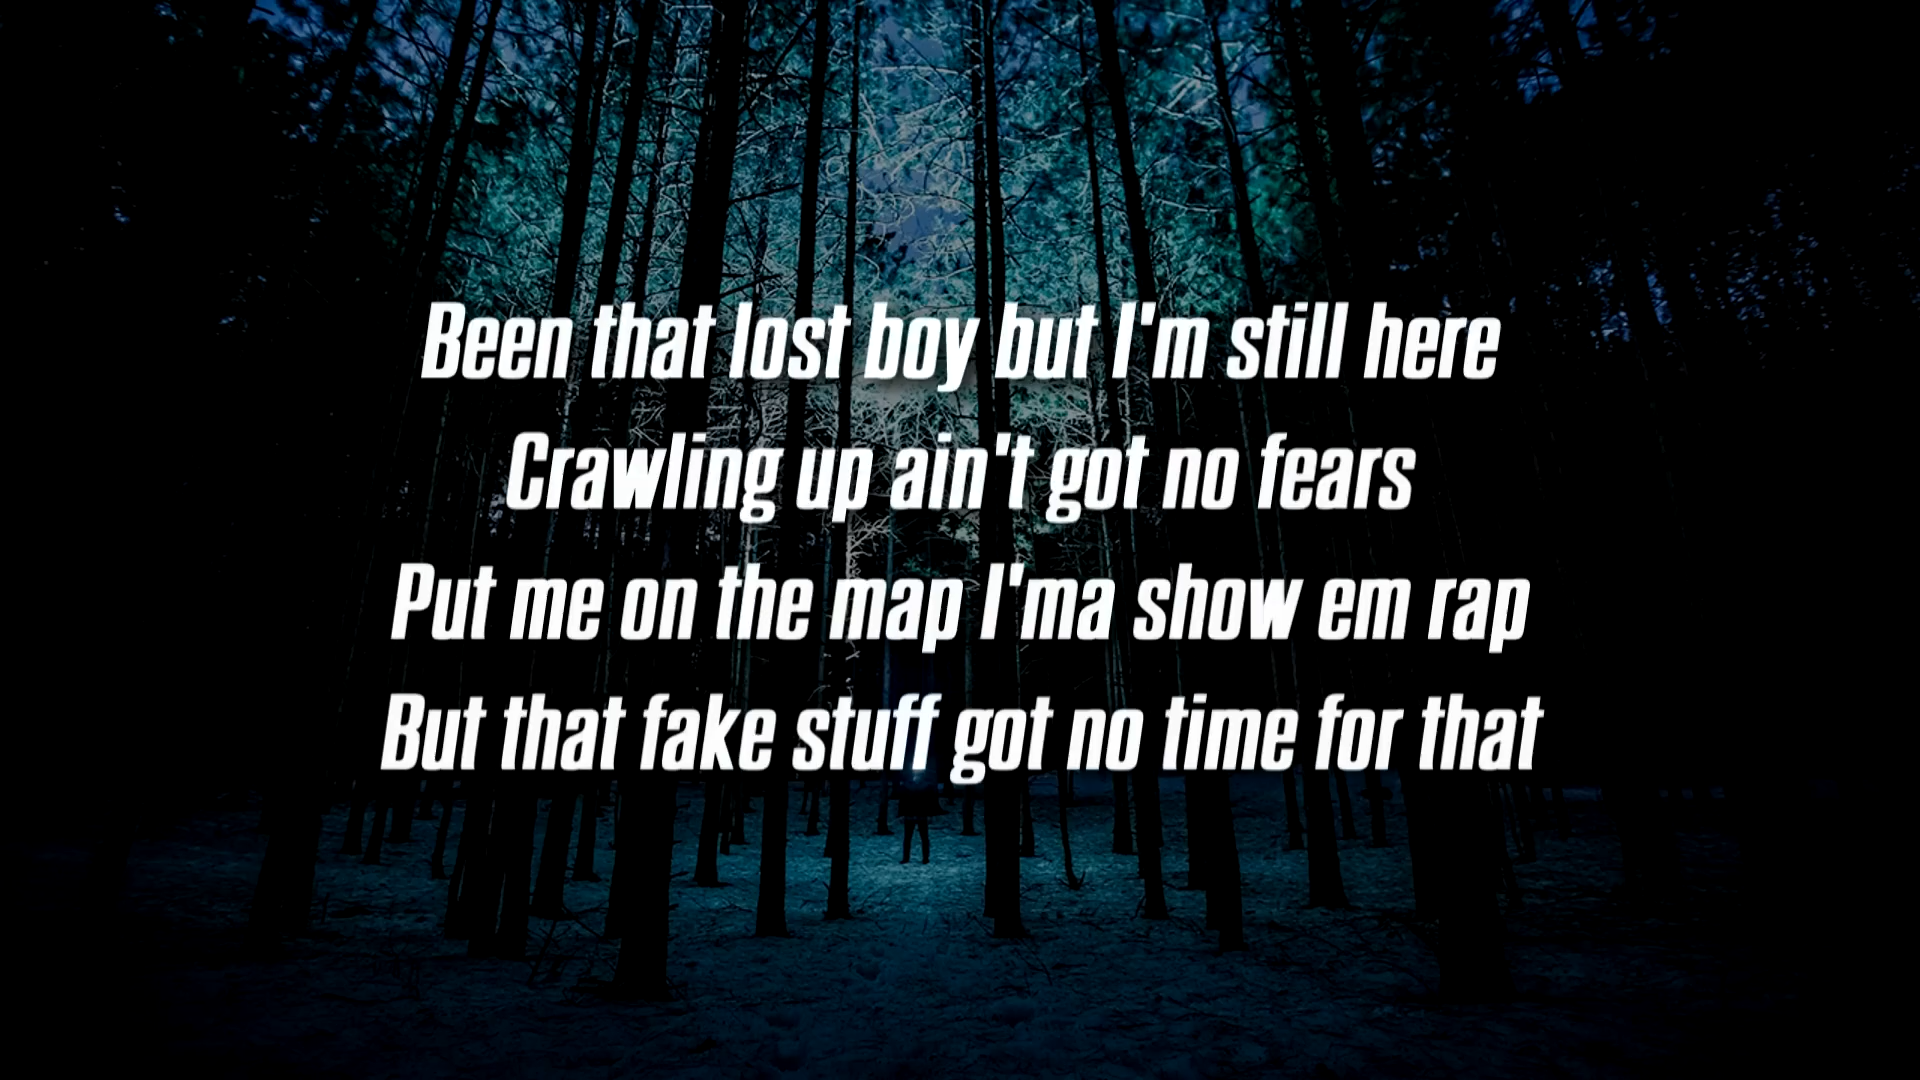 Been that lost boy but I'm still here
Crawling up ain't got no fears
Put me on the map I'ma show em rap
But that fake stuff got no time for that